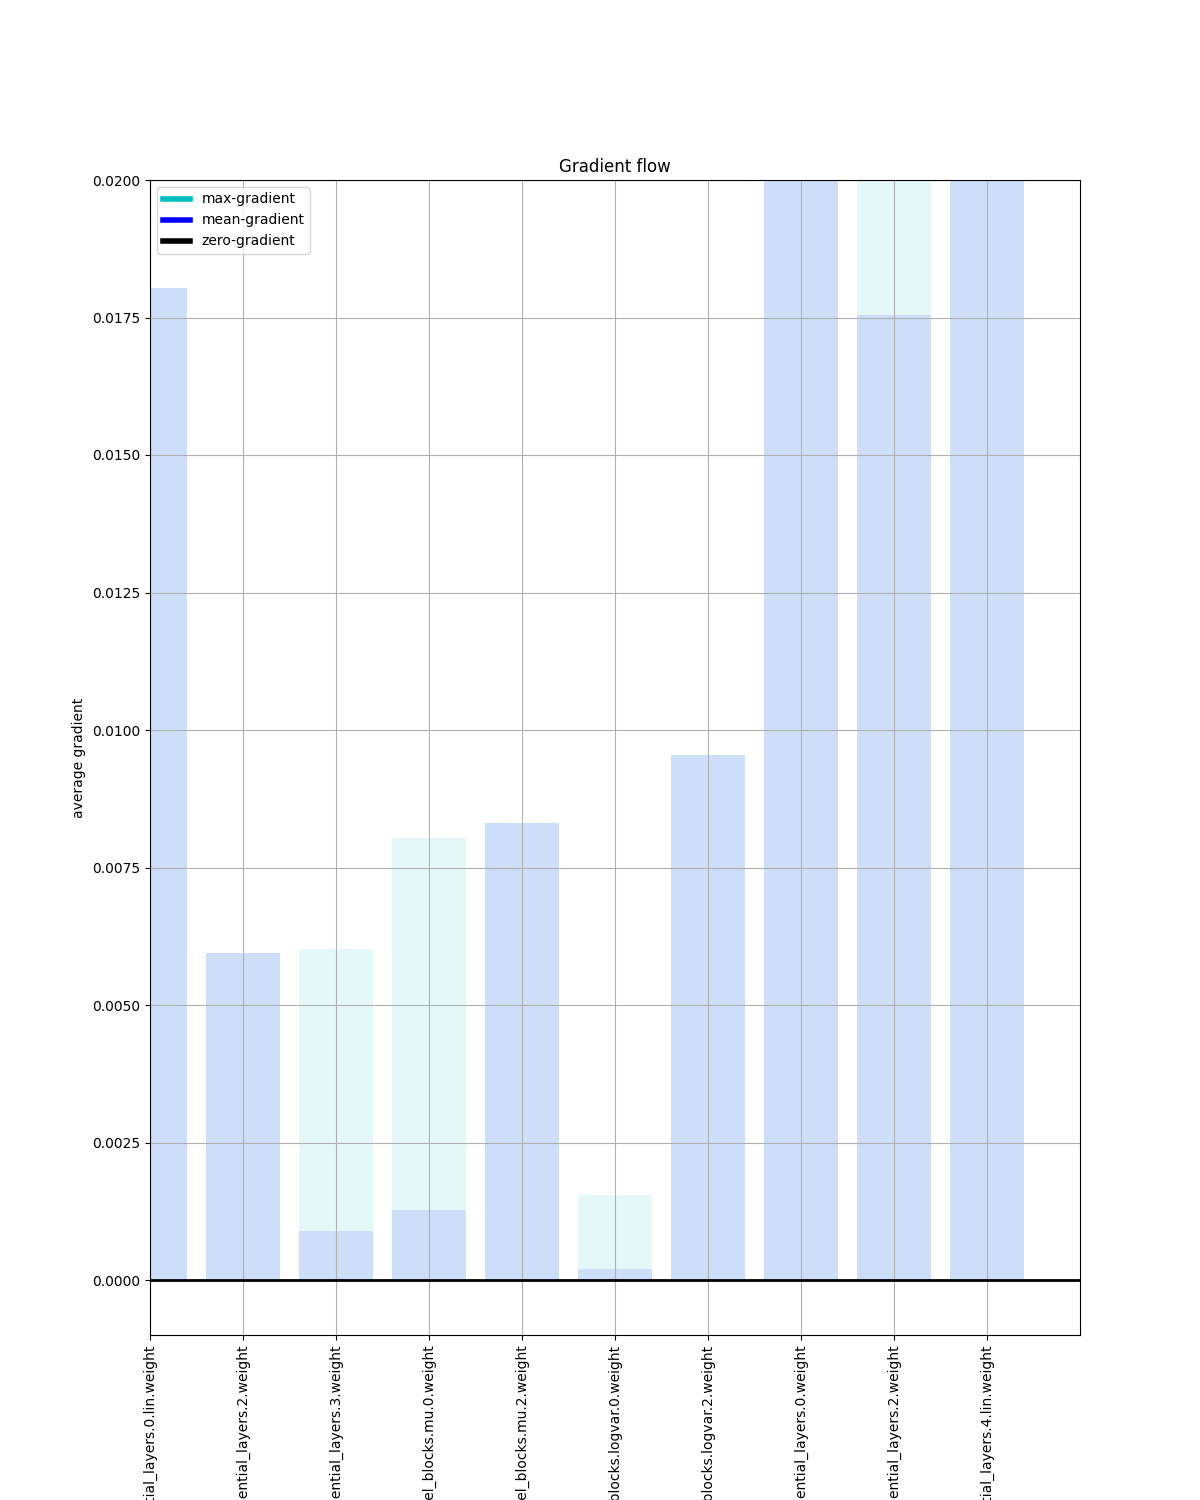 Gradient flow
max-gradient
mean-gradient
zero-gradient
0.0200
0.0175
0.0150
0.0125
0.0100
0.0075
0.0050
0.0025
0.0000
average gradient
tial_layers.0.lin.weight
ential_layers.2.weight
ential_layers.3.weight
el_blocks.mu.0.weight
el_blocks.mu.2.weight
blocks.logvar.0.weight
blocks.logvar.2.weight
ential_layers.0.weight
ential_layers.2.weight
tial_layers.4.lin.weight